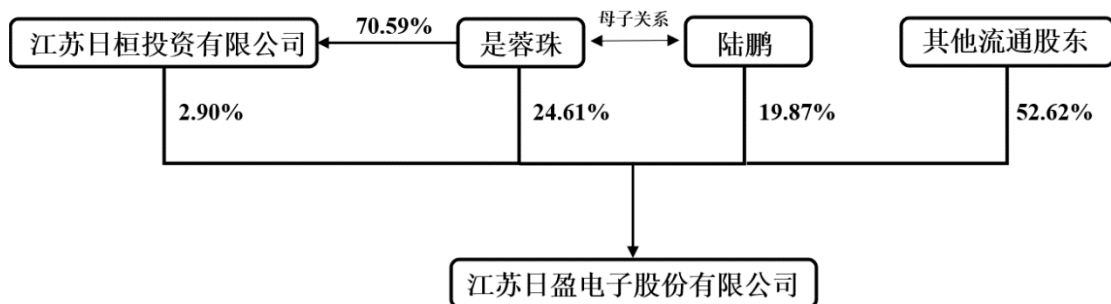 母子关系
江苏日桓投资有限公司
70.59%
是蓉珠
陆鹏
其他流通股东
2.90%
24.61%
19.87%
52.62%
江苏日盈电子股份有限公司